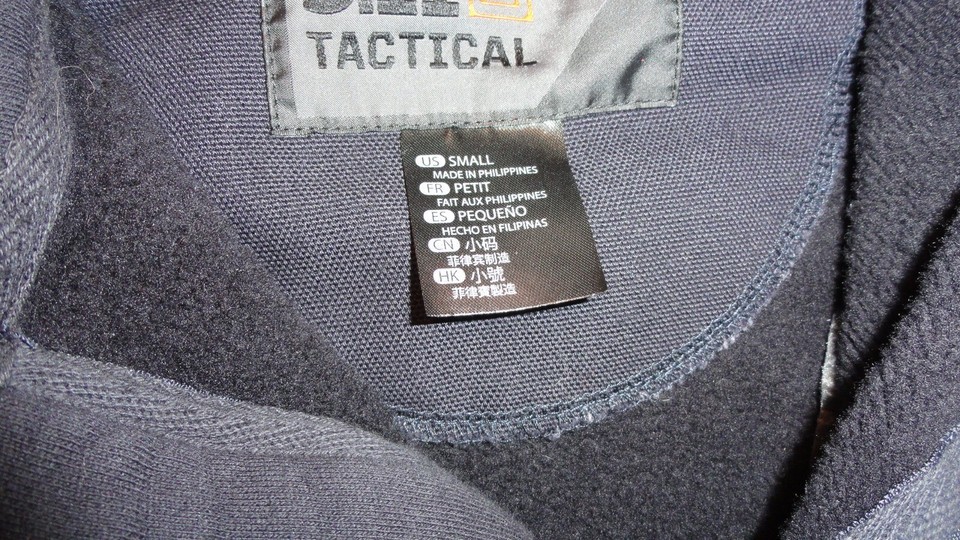 TACTICAL
US SMALL
MADE IN PHILIPPINES
FR PETIT
FAIT AUX PHILIPPINES
ES PEQUEÑO
HECHO EN FILIPINAS
CN 小码
菲律宾制造
HK 小號
菲律賓製造